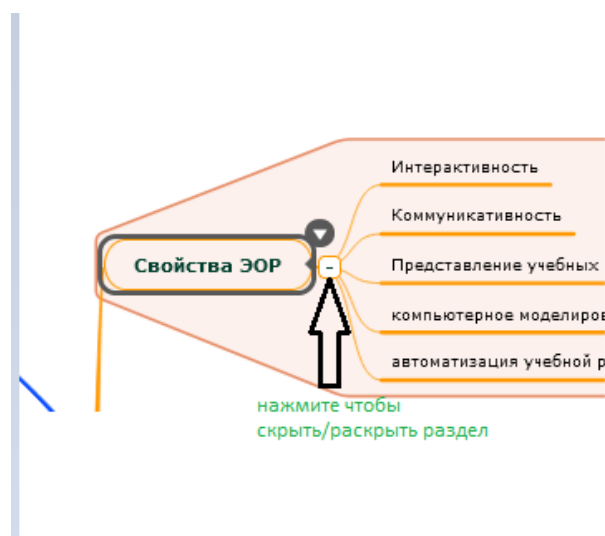 Интерактивность
Коммуникативность
Свойства ЭОР
Представление учебных
компьютерное моделиров
автоматизация учебной р
нажмите чтобы
скрыть/раскрыть раздел